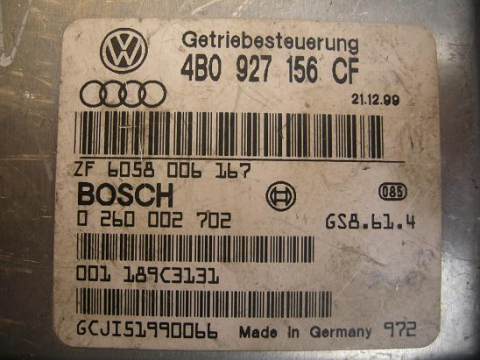 Getriebesteuerung
4B0 927 156 CF
21.12.99
ZF 6058 006 167
BOSCH
085
0 260 002 702
GS8.61.4
001 189C3131
GCJI51990066 Made in Germany 972